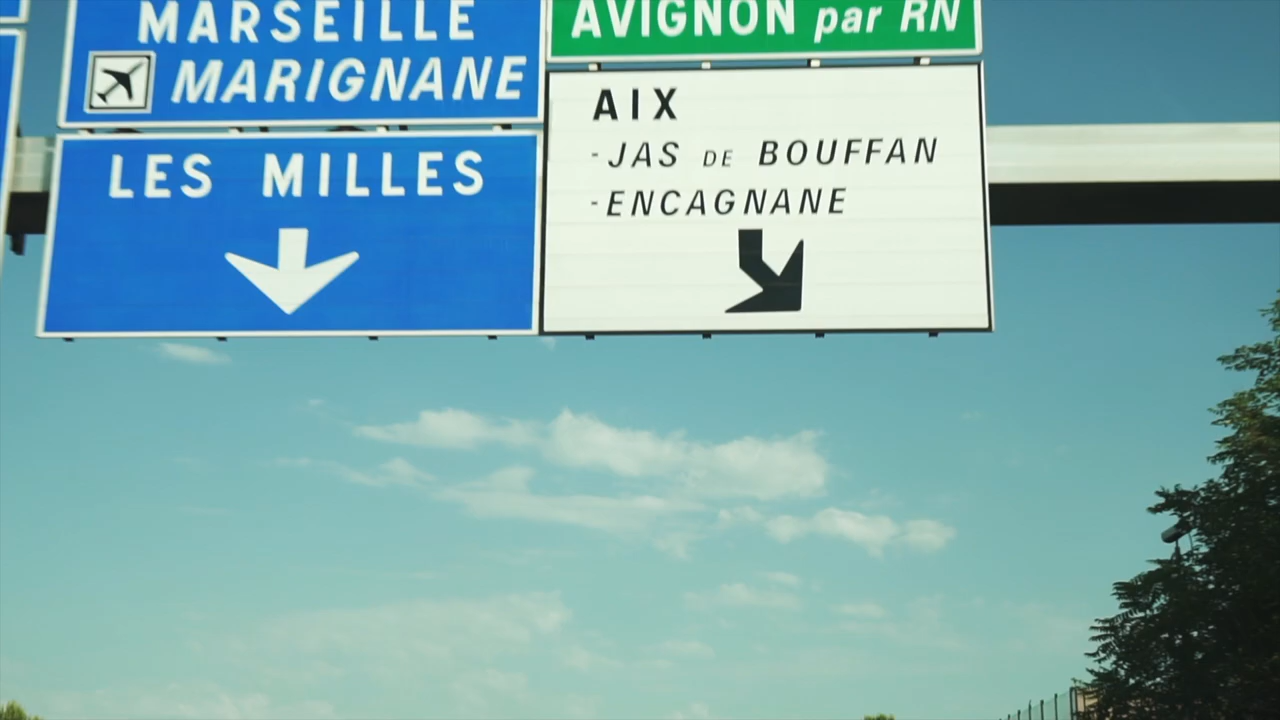 MARSEILLE
MARIGNANE
LES MILLES
AVIGNON par RN
AIX
-JAS DE BOUFFAN
-ENCAGNANE